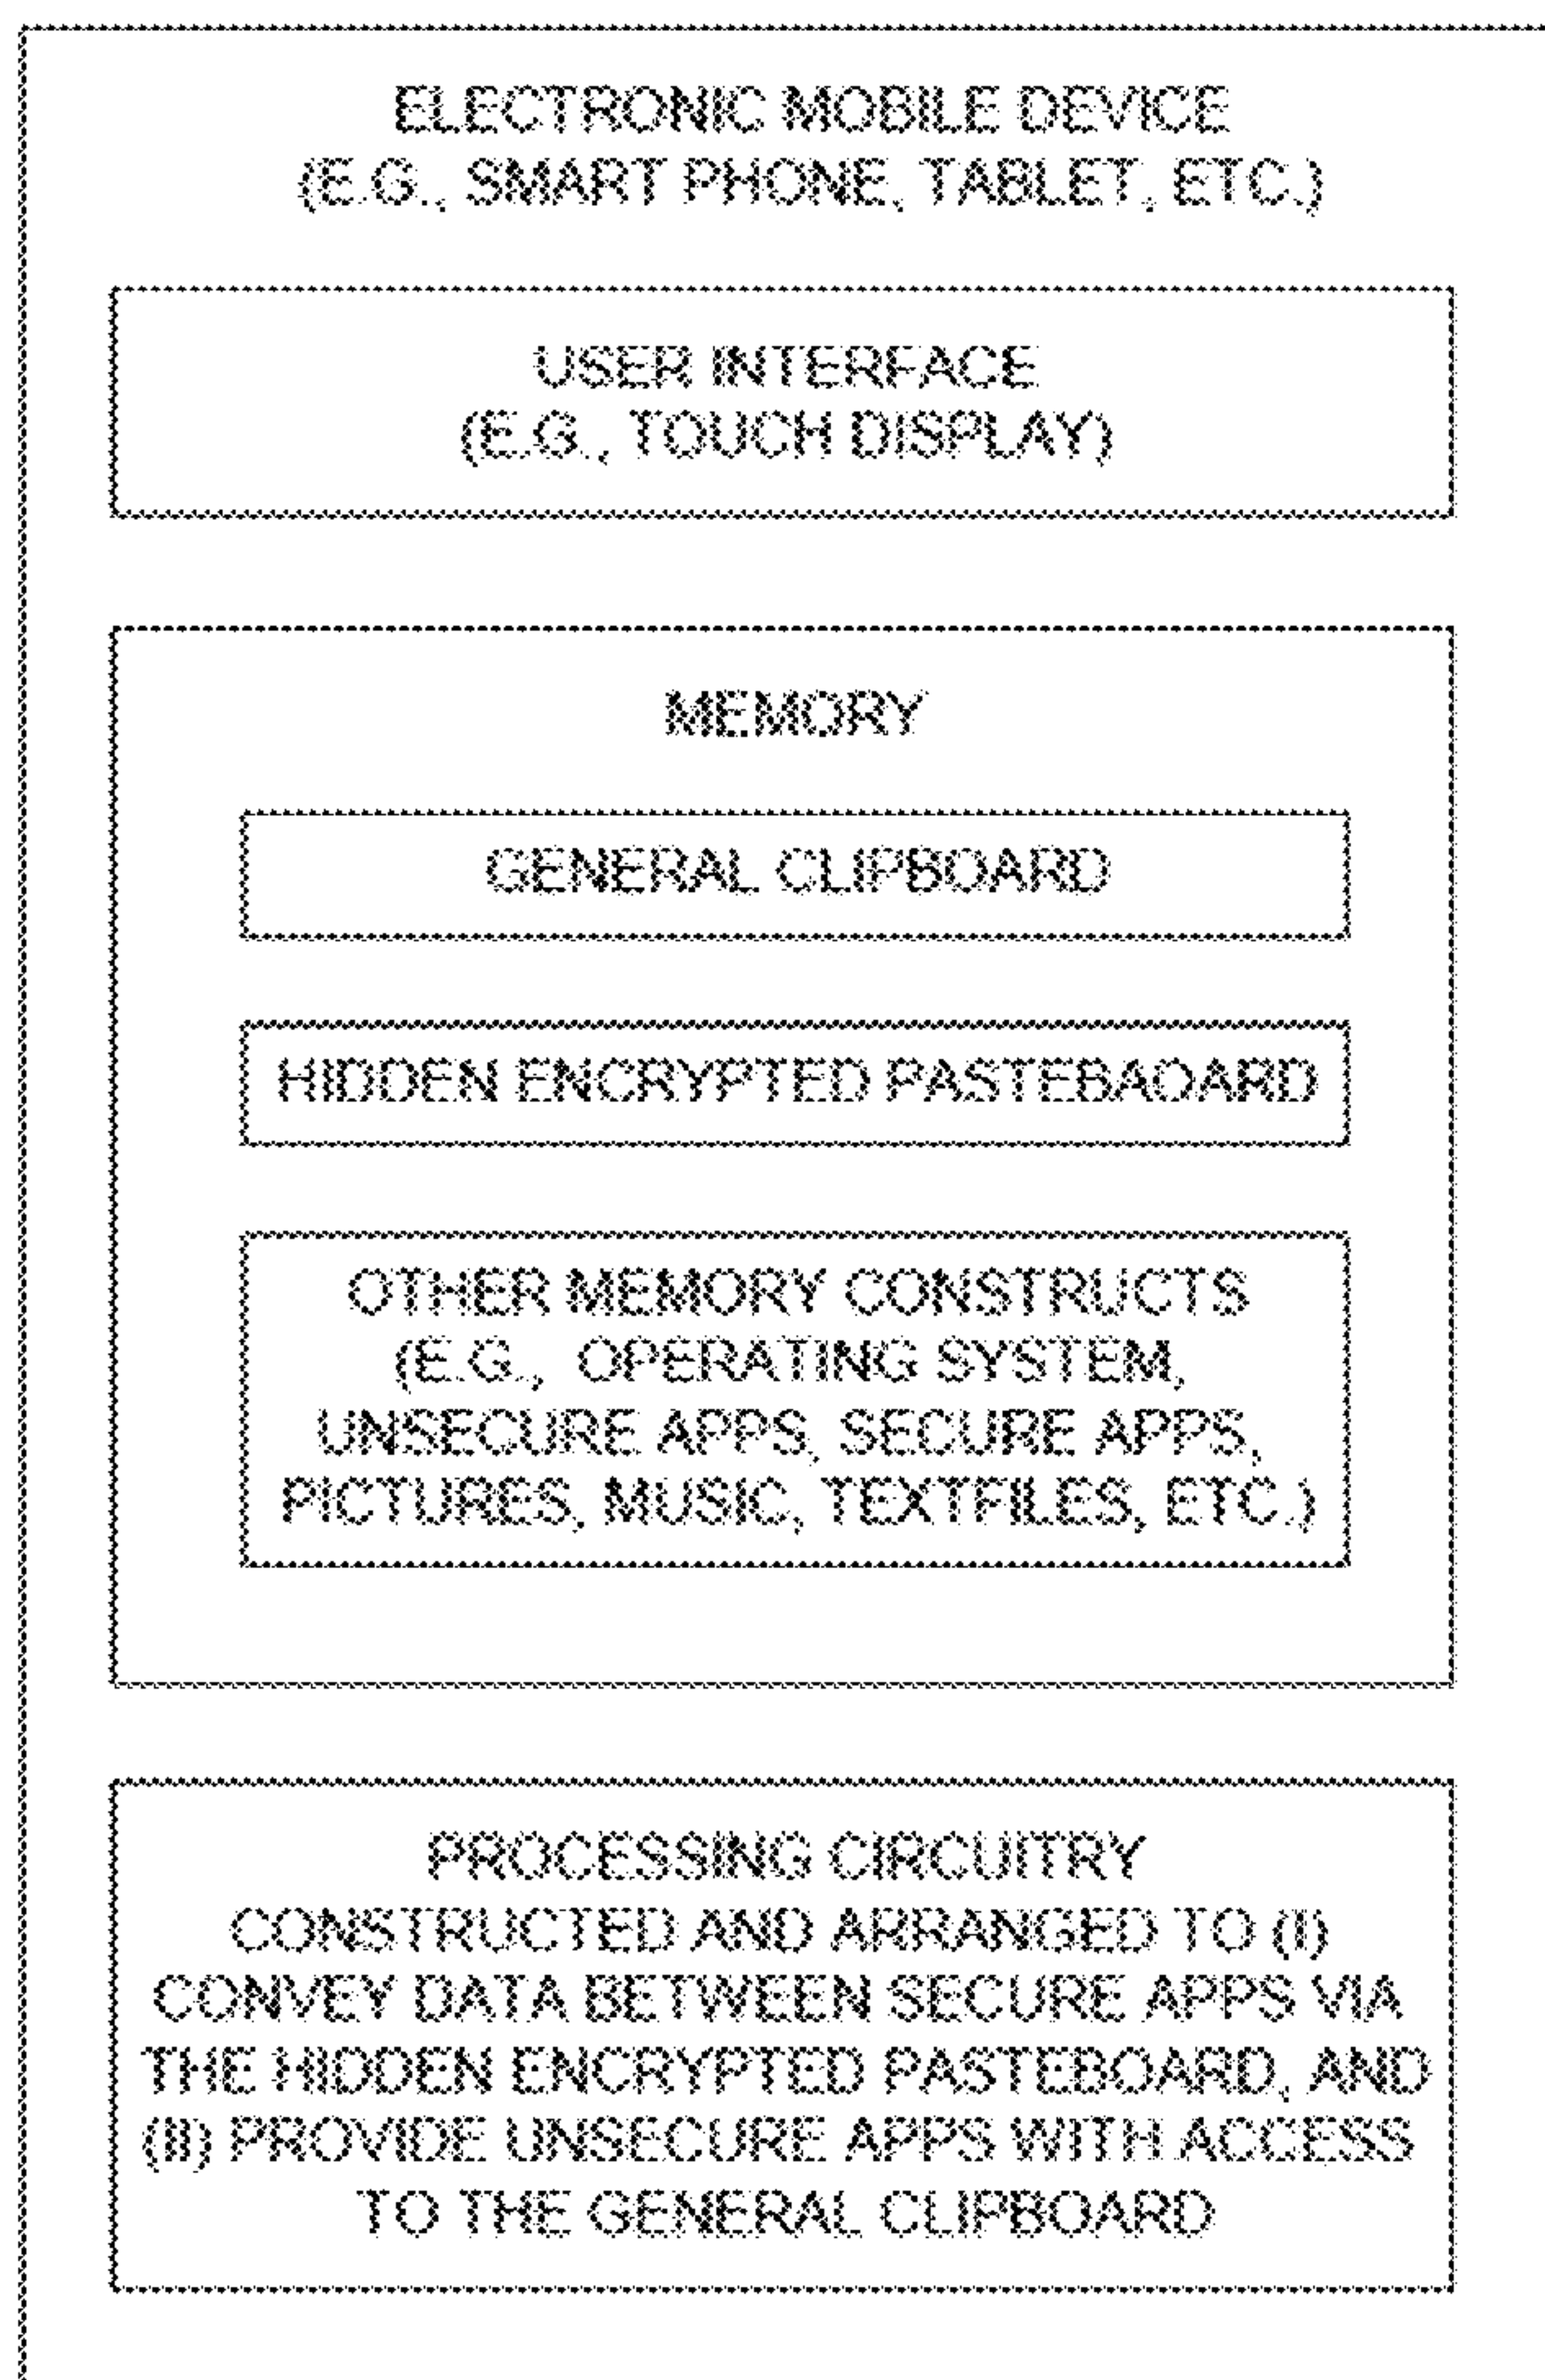 ELECTRONIC MOBILE DEVICE
(E.G., SMART PHONE, TABLET, ETC.)
USER INTERFACE
(E.G., TOUCH DISPLAY)
MEMORY
GENERAL CLIPBOARD
HIDDEN ENCRYPTED PASTEBAOARD
OTHER MEMORY CONSTRUCTS
(E.G., OPERATING SYSTEM,
UNSECURE APPS, SECURE APPS,
PICTURES, MUSIC, TEXTFILES, ETC.)
PROCESSING CIRCUITRY
CONSTRUCTED AND ARRANGED TO (I)
CONVEY DATA BETWEEN SECURE APPS VIA
THE HIDDEN ENCRYPTED PASTEBOARD, AND
(II) PROVIDE UNSECURE APPS WITH ACCESS
TO THE GENERAL CLIPBOARD